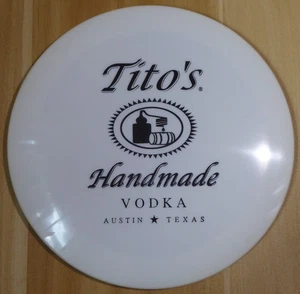 Tito's®
Handmade
VODKA
AUSTIN ★ TEXAS